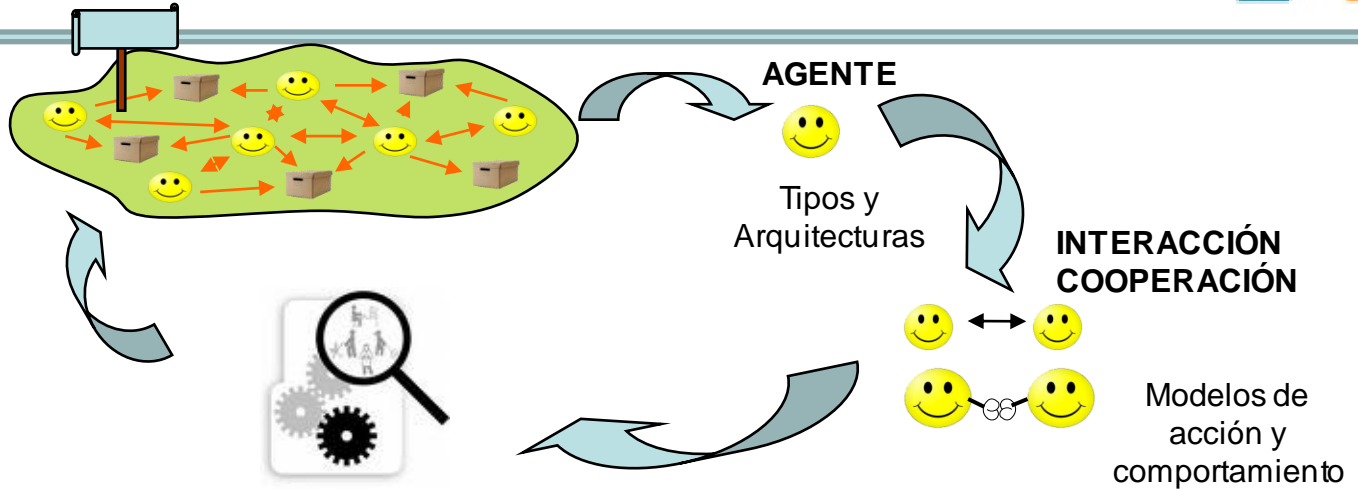 AGENTE
Tipos y
Arquitecturas
INTERACCIÓN
COOPERACIÓN
Modelos de
acción y
comportamiento